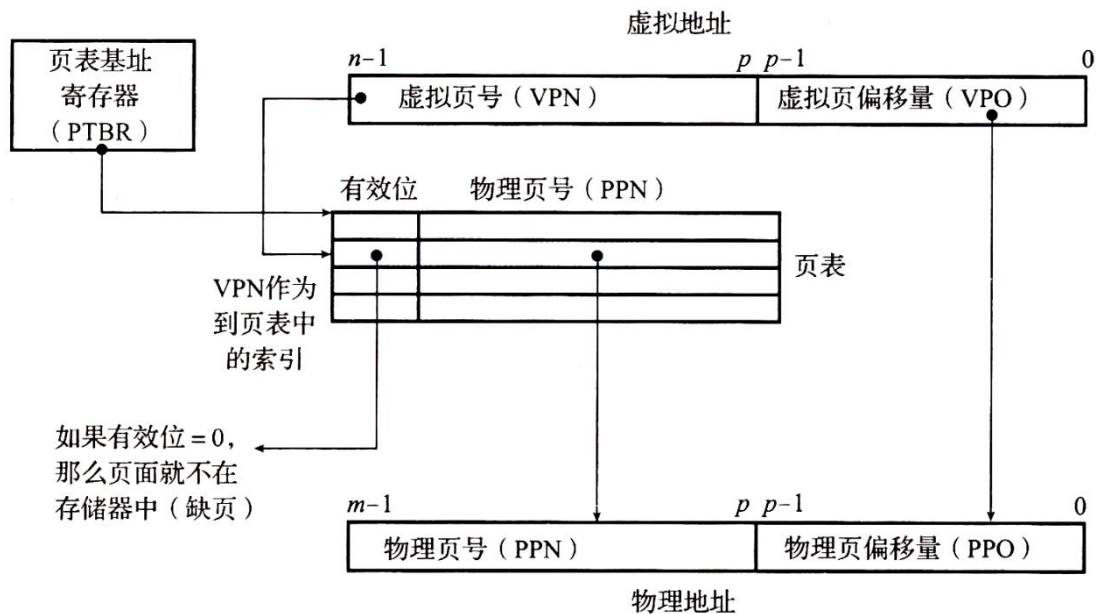 虚拟地址
页表基址
寄存器
（PTBR）
n-1 p p-1 0
虚拟页号（VPN） 虚拟页偏移量（VPO）
有效位 物理页号（PPN）
页表
VPN作为
到页表中
的索引
如果有效位=0，
那么页面就不在
存储器中（缺页）
m-1 p p-1 0
物理页号（PPN） 物理页偏移量（PPO）
物理地址